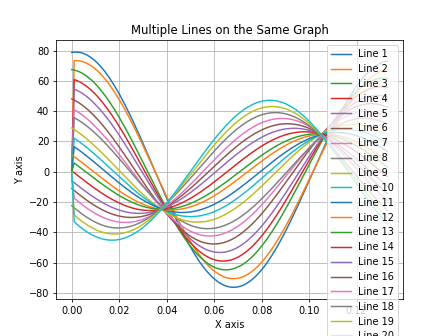 Multiple Lines on the Same Graph
80
60
40
20
0
−20
−40
−60
−80
Y axis
0.00
0.02
0.04
0.06
0.08
0.10
X axis
Line 1
Line 2
Line 3
Line 4
Line 5
Line 6
Line 7
Line 8
Line 9
Line 10
Line 11
Line 12
Line 13
Line 14
Line 15
Line 16
Line 17
Line 18
Line 19
Line 20